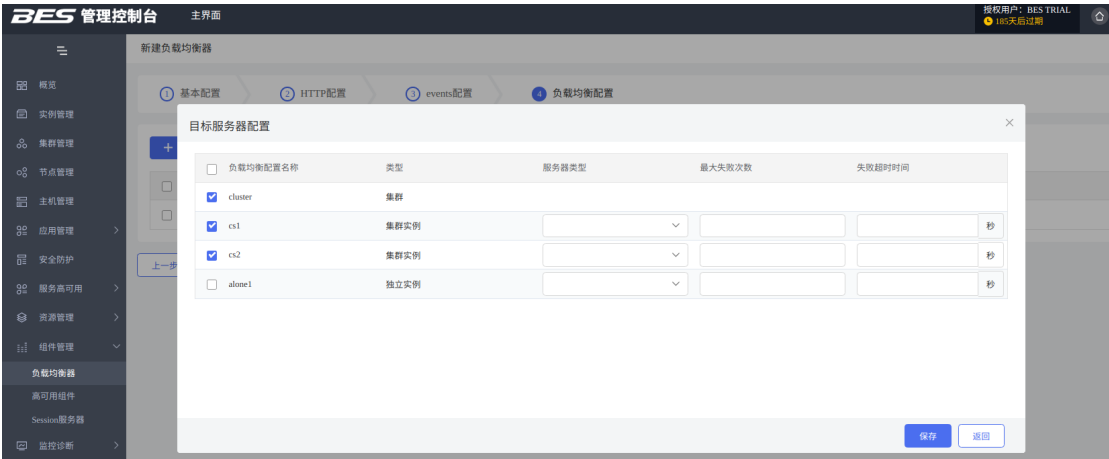 BES 管理控制台
主界面
授权用户：BES TRIAL
185天后过期
新建负载均衡器
概览
实例管理
集群管理
节点管理
主机管理
应用管理
安全防护
服务高可用
资源管理
组件管理
负载均衡器
高可用组件
Session服务器
监控诊断
1 基本配置
2 HTTP配置
3 events配置
4 负载均衡配置
上一步
目标服务器配置
负载均衡配置名称 类型 服务器类型 最大失败次数 失败超时时间
cluster 集群
cs1 集群实例 秒
cs2 集群实例 秒
alone1 独立实例 秒
保存 返回